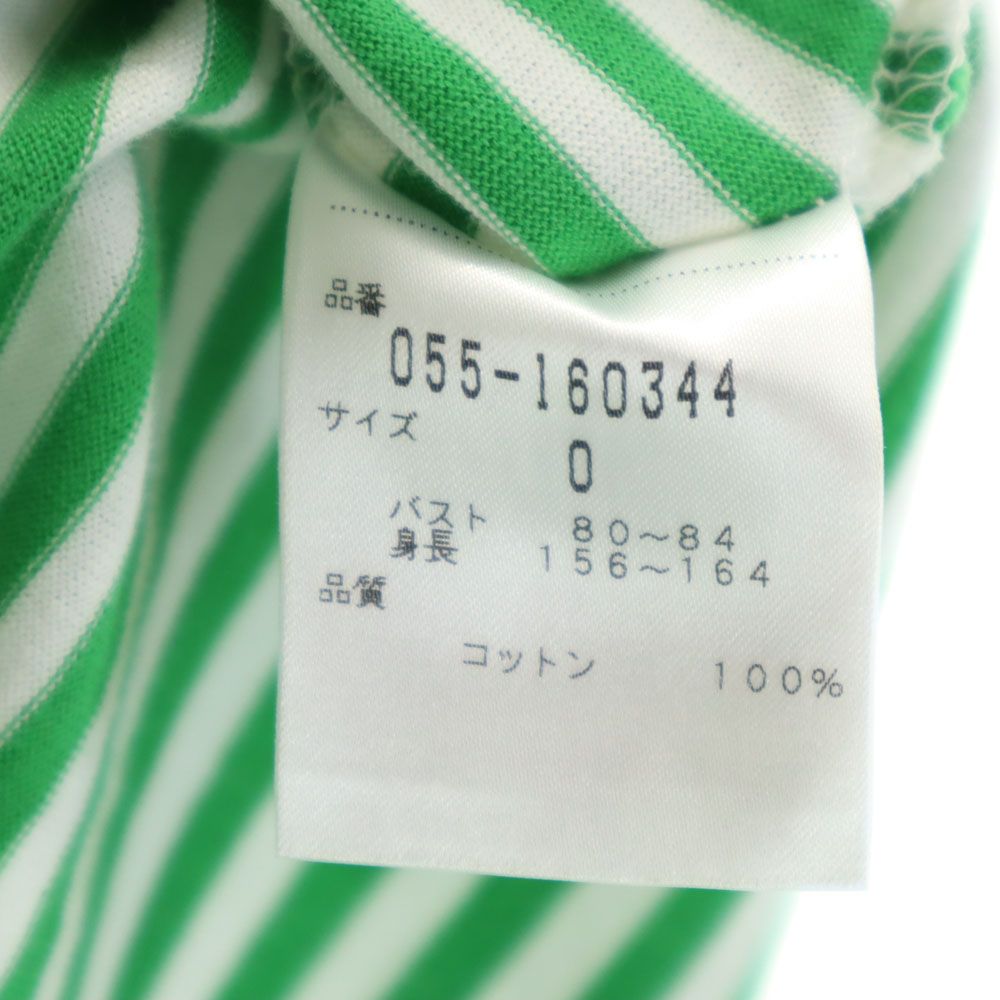 品番
055-160344
サイズ
0
バスト 80～84
身長 156～164
品質
コットン 100%